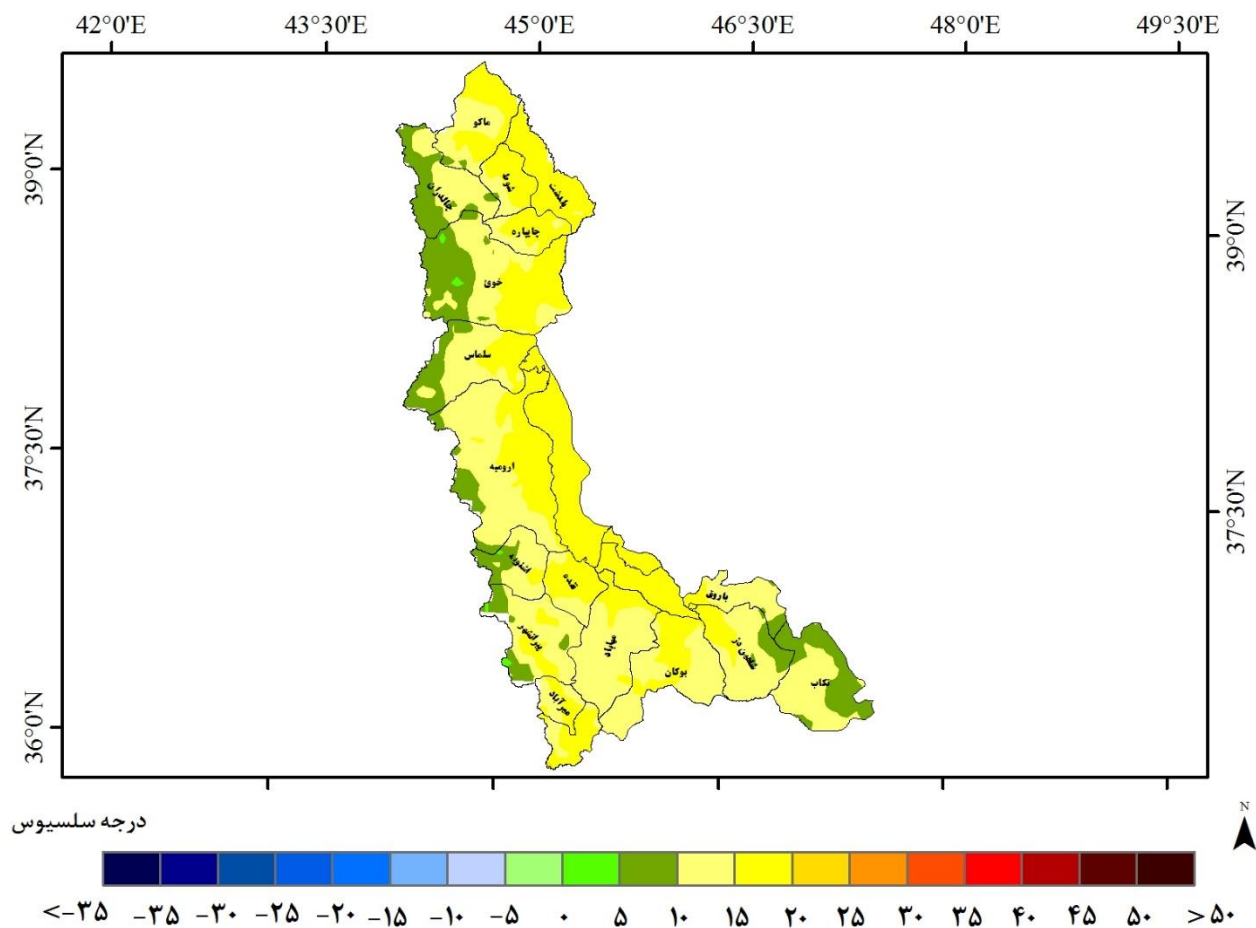 42°0'E 43°30'E 45°0'E 46°30'E 48°0'E 49°30'E
39°0'N
37°30'N
36°0'N
39°0'N
37°30'N
ماکو
شوط
پلدشت
چالدران
چایپاره
خوی
سلماس
ارومیه
اشنویه
نقده
پیرانشهر
مهاباد
میرآباد
بوکان
شاهین دژ
باروق
تکاب
درجه سلسیوس
N
<-۳۵ -۳۵ -۳۰ -۲۵ -۲۰ -۱۵ -۱۰ -۵ ۰ ۵ ۱۰ ۱۵ ۲۰ ۲۵ ۳۰ ۳۵ ۴۰ ۴۵ ۵۰ >۵۰